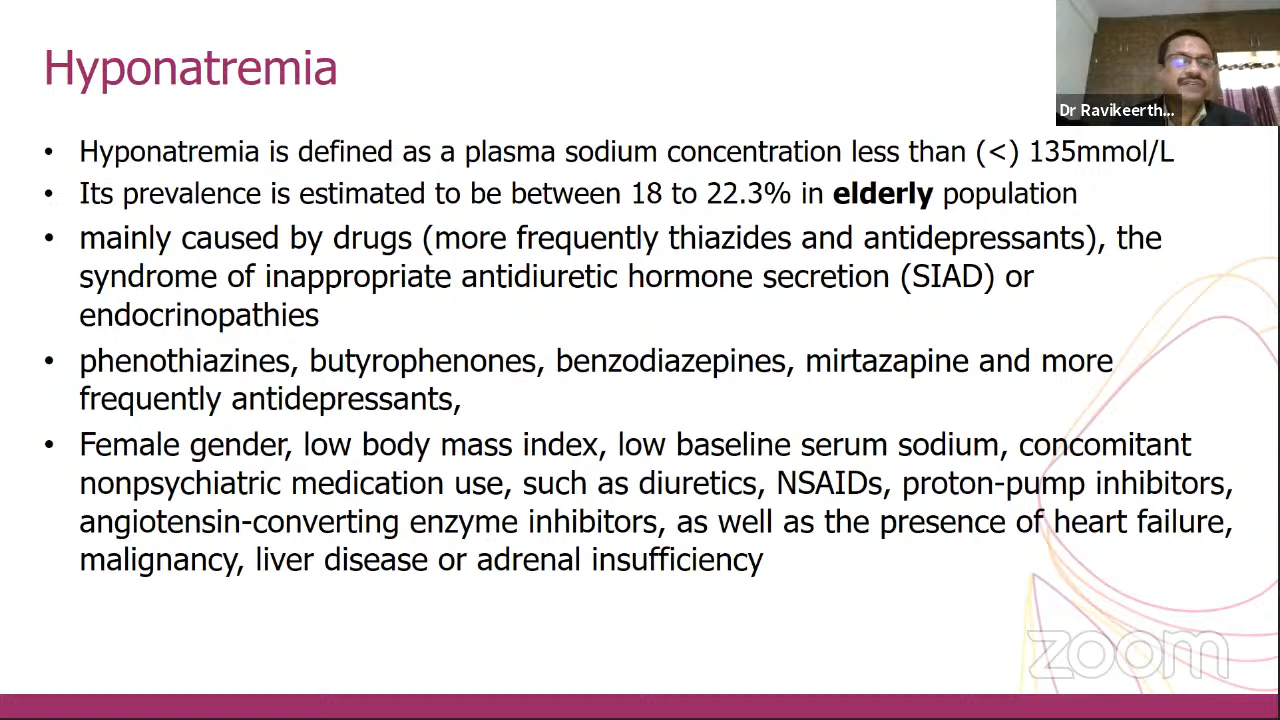 Hyponatremia
Dr Ravikeerth...
• Hyponatremia is defined as a plasma sodium concentration less than (<) 135mmol/L
• Its prevalence is estimated to be between 18 to 22.3% in elderly population
• mainly caused by drugs (more frequently thiazides and antidepressants), the
syndrome of inappropriate antidiuretic hormone secretion (SIAD) or
endocrinopathies
• phenothiazines, butyrophenones, benzodiazepines, mirtazapine and more
frequently antidepressants,
• Female gender, low body mass index, low baseline serum sodium, concomitant
nonpsychiatric medication use, such as diuretics, NSAIDs, proton-pump inhibitors,
angiotensin-converting enzyme inhibitors, as well as the presence of heart failure,
malignancy, liver disease or adrenal insufficiency
zoom